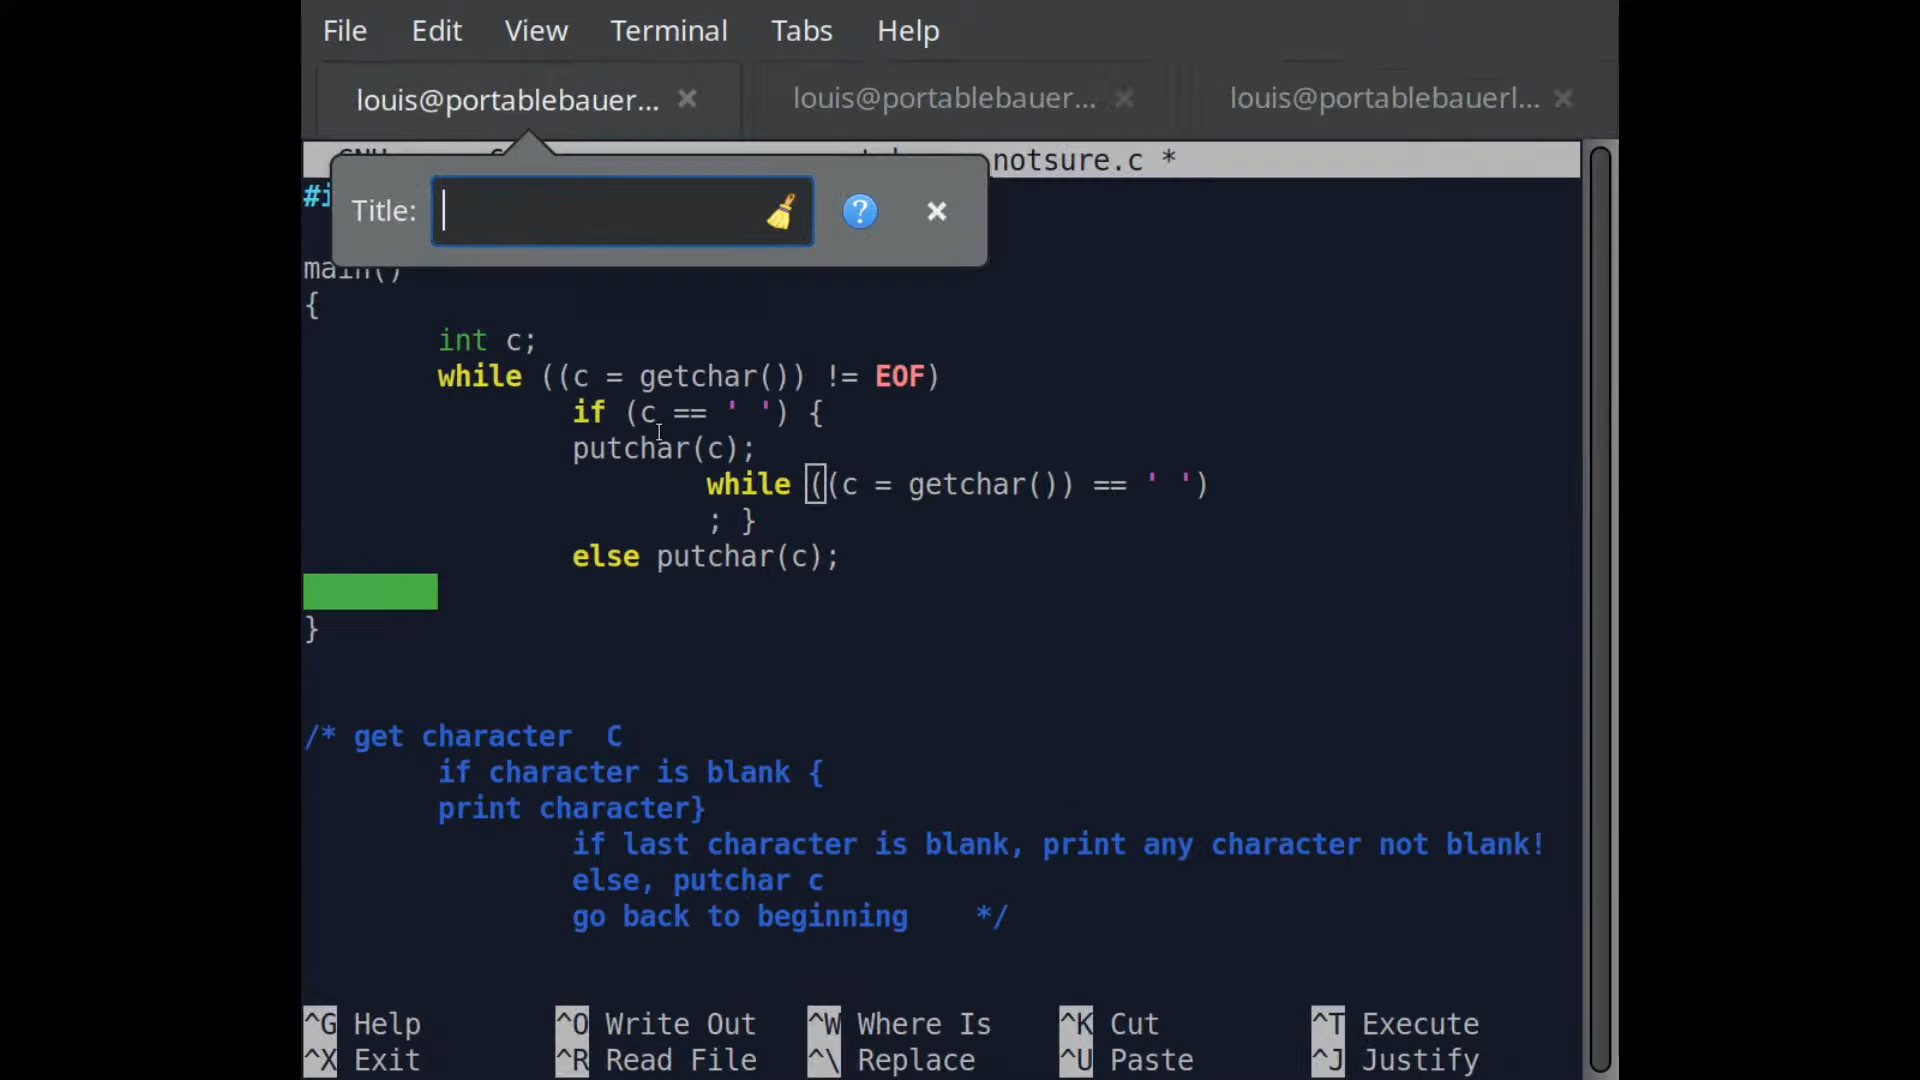 File Edit View Terminal Tabs Help
louis@portablebauer... louis@portablebauer... louis@portablebauerl...
notsure.c *
Title:
#i
main()
{
int c;
while ((c = getchar()) != EOF)
if (c == ' ') {
putchar(c);
while ((c = getchar()) == ' ')
; }
else putchar(c);
}
/* get character  C
if character is blank {
print character}
if last character is blank, print any character not blank!
else, putchar c
go back to beginning    */
^G Help ^O Write Out ^W Where Is ^K Cut ^T Execute
^X Exit ^R Read File ^\ Replace ^U Paste ^J Justify